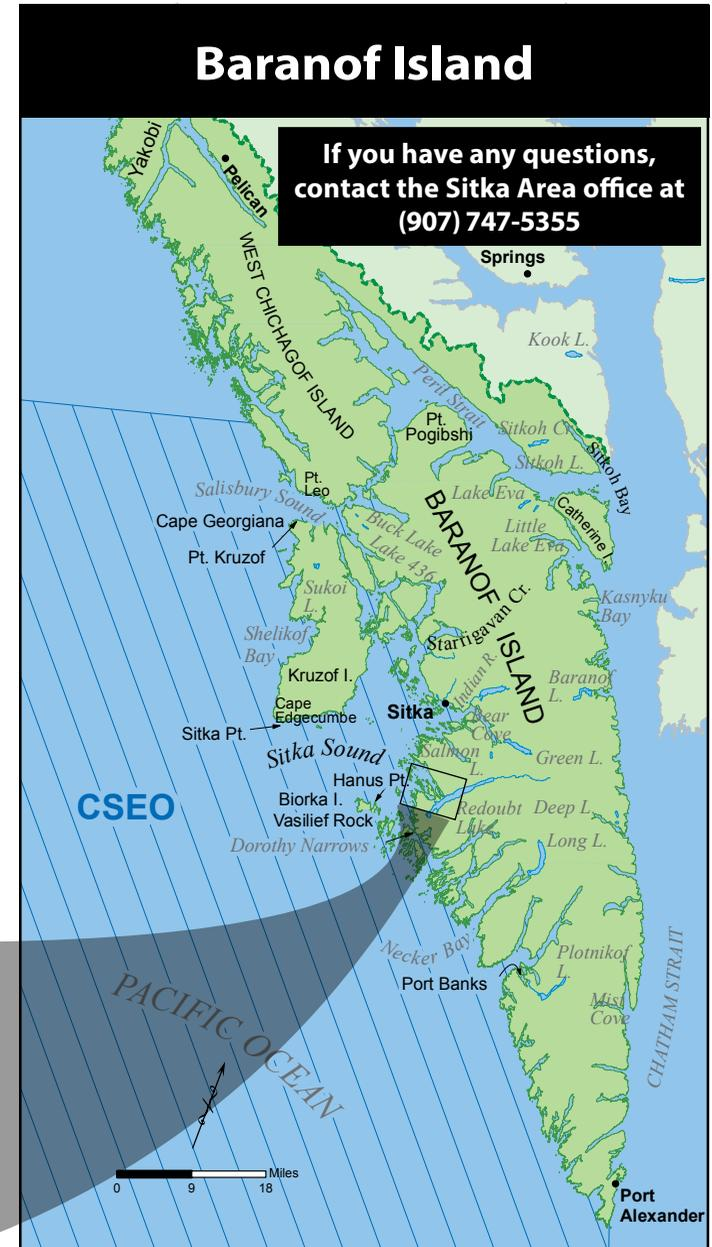 Baranof Island
If you have any questions,
contact the Sitka Area office at
(907) 747-5355
Yakobi
Pelican
Springs
WEST CHICHAGOF ISLAND
Kook L.
Peril Strait
Pt.
Pogibshi
Sitkoh Cr.
Sitkoh L.
Sitkoh Bay
Pt.
Leo
Salisbury Sound
Lake Eva
Catherine I.
Cape Georgiana
Pt. Kruzof
Buck Lake
Lake 436
Little
Lake Eva
BARANOF ISLAND
Sukoi
L.
Kasnyku
Bay
Starrigavan Cr.
Shelikof
Bay
Indian R.
Kruzof I.
Baranof
L.
Cape
Edgecumbe
Sitka
Sitka Pt.
Bear
Cove
Sitka Sound
Salmon
L.
Green L.
Hanus Pt.
Biorka I.
Vasilief Rock
CSEO
Redoubt
Lake
Deep L.
Dorothy Narrows
Long L.
Necker Bay
Plotnikof
L.
Port Banks
PACIFIC OCEAN
Mist
Cove
CHATHAM STRAIT
Miles
0 9 18
Port
Alexander